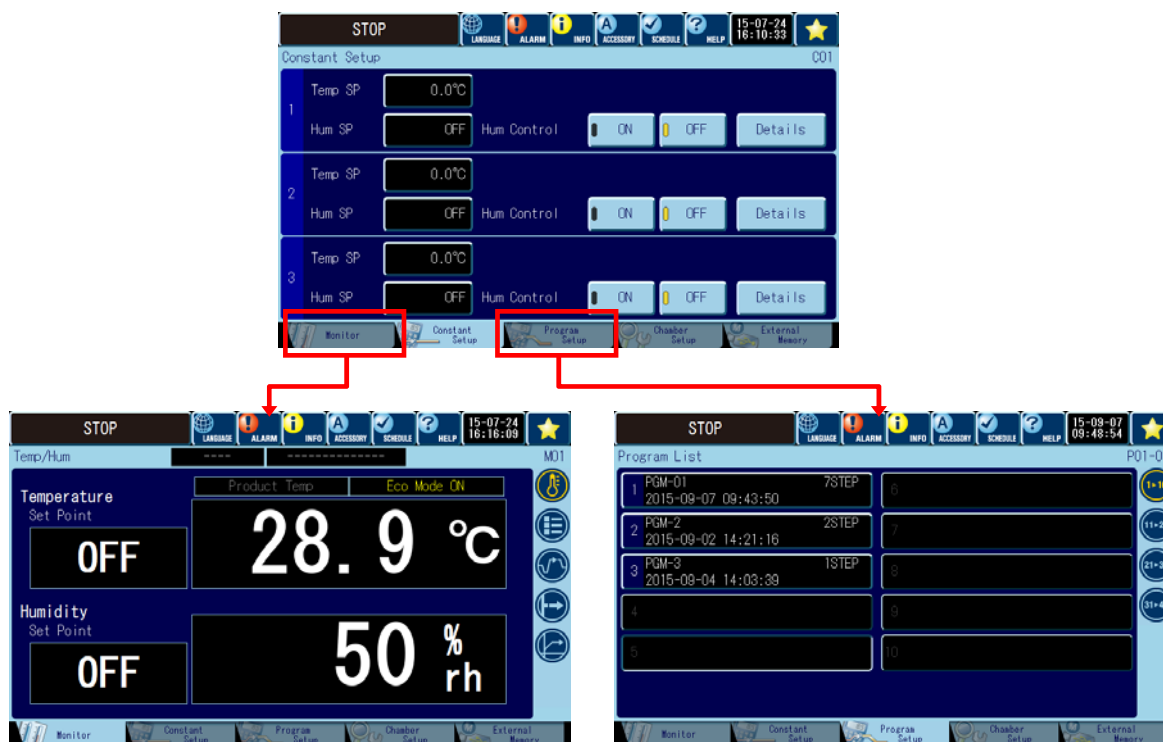 STOP LANGUAGE ALARM INFO ACCESSORY SCHEDULE HELP 15-07-24
16:10:33
Constant Setup C01
1
Temp SP 0.0℃
Hum SP OFF Hum Control ON OFF Details
2
Temp SP 0.0℃
Hum SP OFF Hum Control ON OFF Details
3
Temp SP 0.0℃
Hum SP OFF Hum Control ON OFF Details
Monitor
Constant
Setup
Program
Setup
Chamber
Setup
External
Memory
STOP LANGUAGE ALARM INFO ACCESSORY SCHEDULE HELP 15-07-24
16:16:09
Temp/Hum ---- -------------- M01
Product Temp Eco Mode ON
Temperature
Set Point
OFF
28.9 ℃
Humidity
Set Point
OFF
50 %
rh
Monitor
Constant
Setup
Program
Setup
Chamber
Setup
External
Memory
STOP LANGUAGE ALARM INFO ACCESSORY SCHEDULE HELP 15-09-07
09:48:54
Program List P01-0
1 PGM-01 7STEP
2015-09-07 09:43:50
2 PGM-2 2STEP
2015-09-02 14:21:16
3 PGM-3 1STEP
2015-09-04 14:03:39
4
5
6
7
8
9
10
Monitor
Constant
Setup
Program
Setup
Chamber
Setup
External
Memory